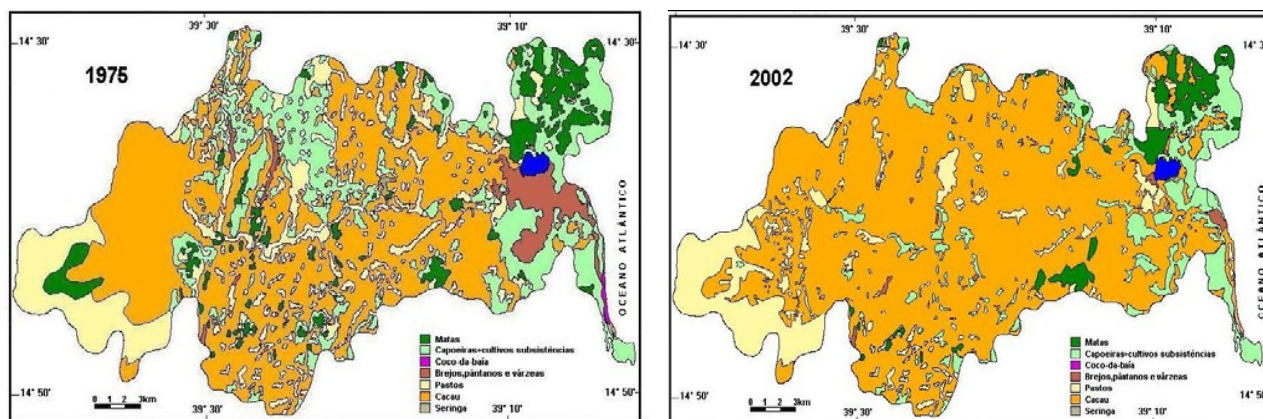 39° 30'
39° 10'
14° 30'
14° 30'
1975
OCEANO ATLÂNTICO
Matas
Capoeiras+cultivos subsistências
Coco-da-baía
Brejos,pântanos e várzeas
Pastos
Cacau
Seringa
0 1 2 3km
14° 50'
14° 50'
39° 30'
39° 10'
39° 30'
39° 10'
14° 30'
14° 3
2002
OCEANO ATLÂNTICO
Matas
Capoeiras+cultivos subsistências
Coco-da-baía
Brejos,pântanos e várzeas
Pastos
Cacau
Seringa
0 1 2 3km
14° 50'
14° 50
39° 30'
39° 10'